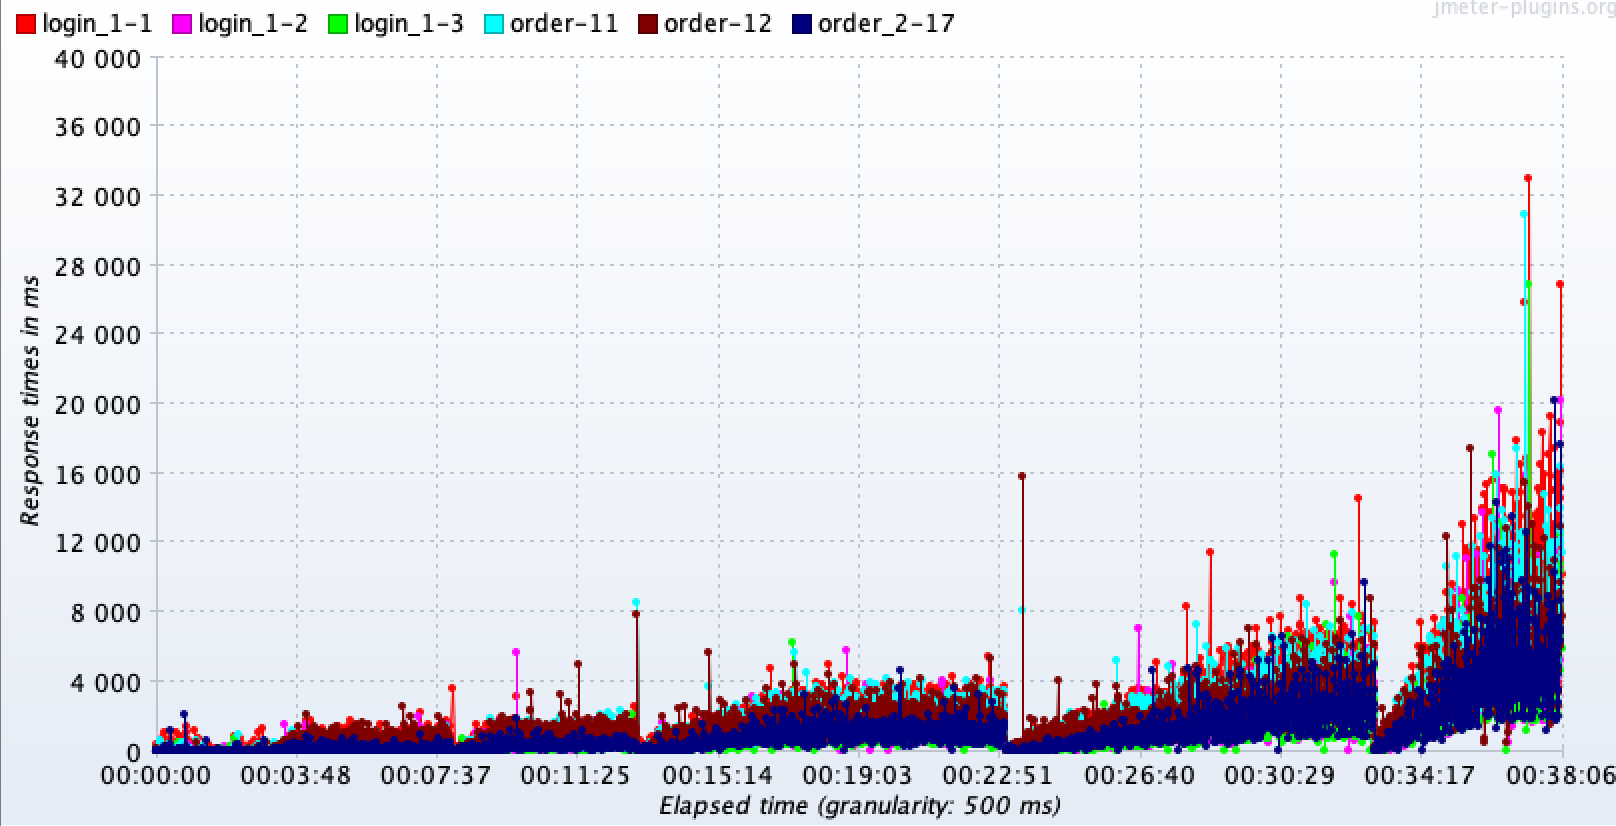 jmeter-plugins.org
login_1-1 login_1-2 login_1-3 order-11 order-12 order_2-17
40 000
36 000
32 000
28 000
24 000
20 000
16 000
12 000
8 000
4 000
0
Response times in ms
00:00:00 00:03:48 00:07:37 00:11:25 00:15:14 00:19:03 00:22:51 00:26:40 00:30:29 00:34:17 00:38:06
Elapsed time (granularity: 500 ms)